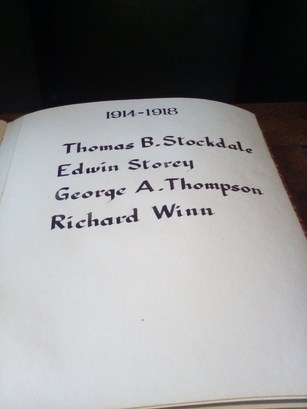 1914-1918
Thomas B. Stockdale
Edwin Storey
George A. Thompson
Richard Winn